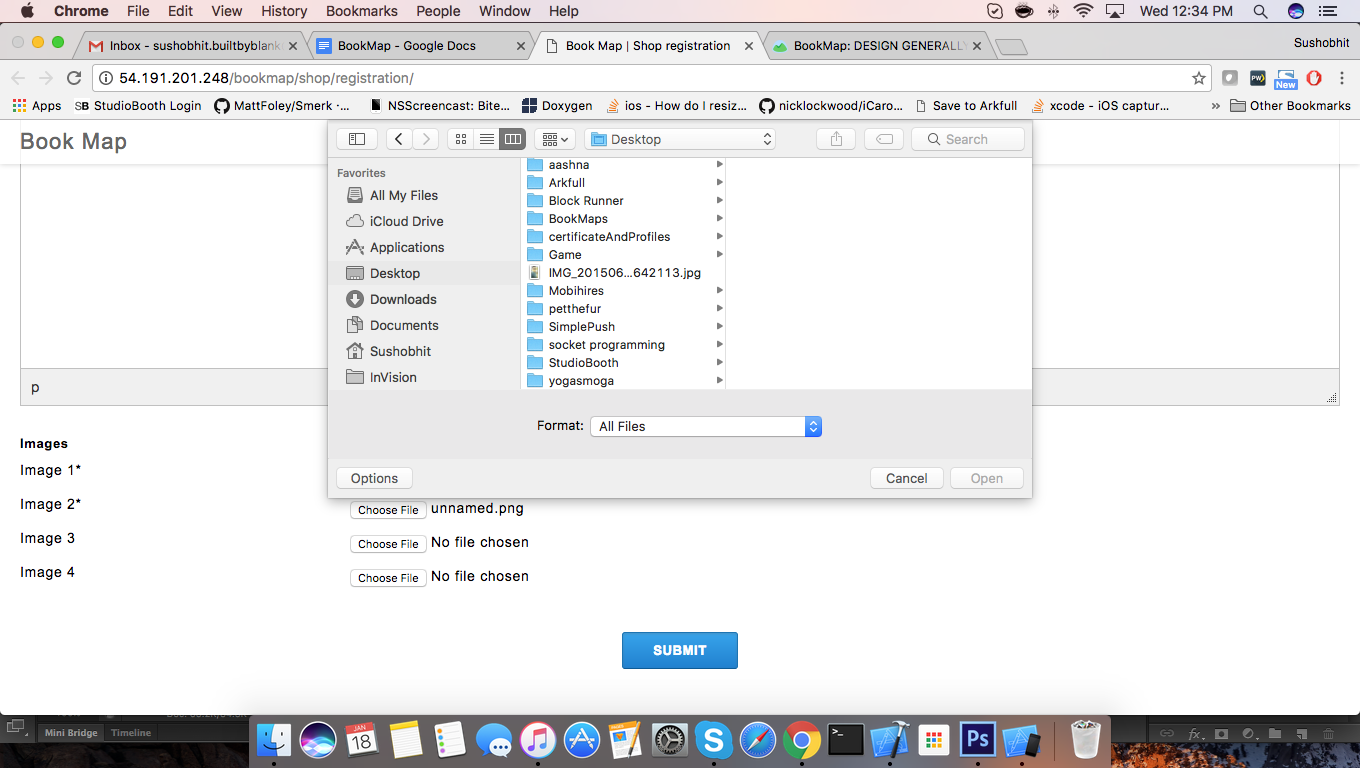 Chrome File Edit View History Bookmarks People Window Help Wed 12:34 PM
Inbox - sushobhit.builtbyblank BookMap - Google Docs Book Map | Shop registration BookMap: DESIGN GENERALLY Sushobhit
54.191.201.248/bookmap/shop/registration/ PW New
Apps SB StudioBooth Login MattFoley/Smerk ·... NSScreencast: Bite... Doxygen ios - How do I resiz... nicklockwood/iCaro... Save to Arkfull xcode - iOS captur... » Other Bookmarks
Book Map
Desktop
Search
Favorites
All My Files
iCloud Drive
Applications
Desktop
Downloads
Documents
Sushobhit
InVision
aashna
Arkfull
Block Runner
BookMaps
certificateAndProfiles
Game
IMG_201506...642113.jpg
Mobihires
petthefur
SimplePush
socket programming
StudioBooth
yogasmoga
Format: All Files
Options Cancel Open
p
Images
Image 1*
Image 2* Choose File unnamed.png
Image 3 Choose File No file chosen
Image 4 Choose File No file chosen
SUBMIT
Mini Bridge Timeline
JAN
18
S
Ps
fx